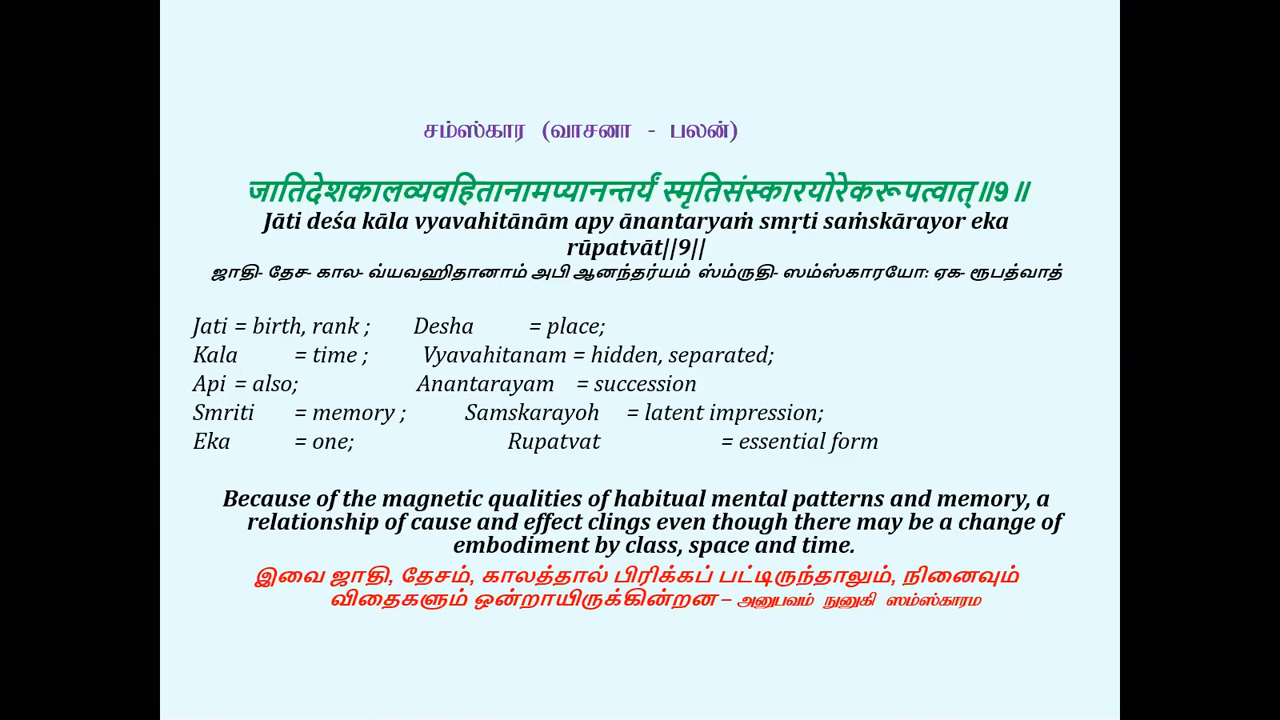 சம்ஸ்கார (வாசனா - பலன்)
जातिदेशकालव्यवहितानामप्यानन्तर्यं स्मृतिसंस्कारयोरेकरूपत्वात्॥9॥
Jāti deśa kāla vyavahitānām apy ānantaryaṁ smṛti saṁskārayor eka
rūpatvāt||9||
ஜாதி- தேச- கால- வ்யவஹிதானாம் அபி ஆனந்தர்யம் ஸ்ம்ருதி- ஸம்ஸ்காரயோ: ஏக- ரூபத்வாத்
Jati = birth, rank ; Desha = place;
Kala = time ; Vyavahitanam = hidden, separated;
Api = also; Anantarayam = succession
Smriti = memory ; Samskarayoh = latent impression;
Eka = one; Rupatvat = essential form
Because of the magnetic qualities of habitual mental patterns and memory, a
relationship of cause and effect clings even though there may be a change of
embodiment by class, space and time.
இவை ஜாதி, தேசம், காலத்தால் பிரிக்கப் பட்டிருந்தாலும், நினைவும்
விதைகளும் ஒன்றாயிருக்கின்றன – அனுபவம் நுனுகி ஸம்ஸ்காரம